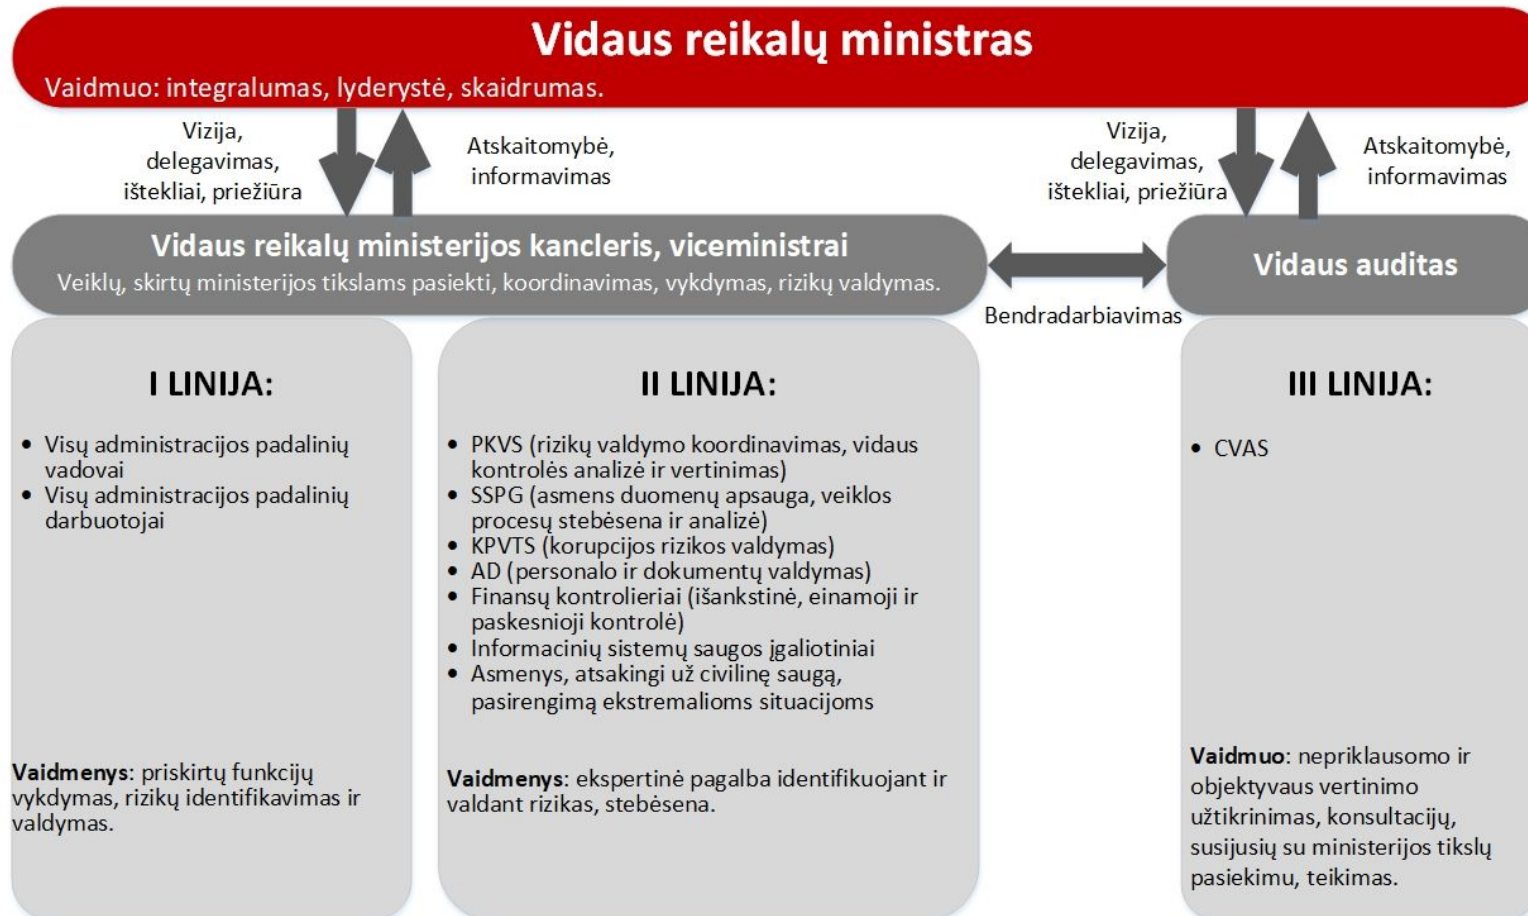 Vidaus reikalų ministras
Vaidmuo: integralumas, lyderystė, skaidrumas.
Vizija,
delegavimas,
ištekliai, priežiūra
Atskaitomybė,
informavimas
Vizija,
delegavimas,
ištekliai, priežiūra
Atskaitomybė,
informavimas
Vidaus reikalų ministerijos kancleris, viceministrai
Veiklų, skirtų ministerijos tikslams pasiekti, koordinavimas, vykdymas, rizikų valdymas.
Bendradarbiavimas
Vidaus auditas
I LINIJA:
• Visų administracijos padalinių
vadovai
• Visų administracijos padalinių
darbuotojai
Vaidmenys: priskirtų funkcijų
vykdymas, rizikų identifikavimas ir
valdymas.
II LINIJA:
• PKVS (rizikų valdymo koordinavimas, vidaus
kontrolės analizė ir vertinimas)
• SSPG (asmens duomenų apsauga, veiklos
procesų stebėsena ir analizė)
• KPVTS (korupcijos rizikos valdymas)
• AD (personalo ir dokumentų valdymas)
• Finansų kontrolieriai (išankstinė, einamoji ir
paskesnioji kontrolė)
• Informacinių sistemų saugos įgaliotiniai
• Asmenys, atsakingi už civilinę saugą,
pasirengimą ekstremalioms situacijoms
Vaidmenys: ekspertinė pagalba identifikuojant ir
valdant rizikas, stebėsena.
III LINIJA:
• CVAS
Vaidmuo: nepriklausomo ir
objektyvaus vertinimo
užtikrinimas, konsultacijų,
susijusių su ministerijos tikslų
pasiekimu, teikimas.